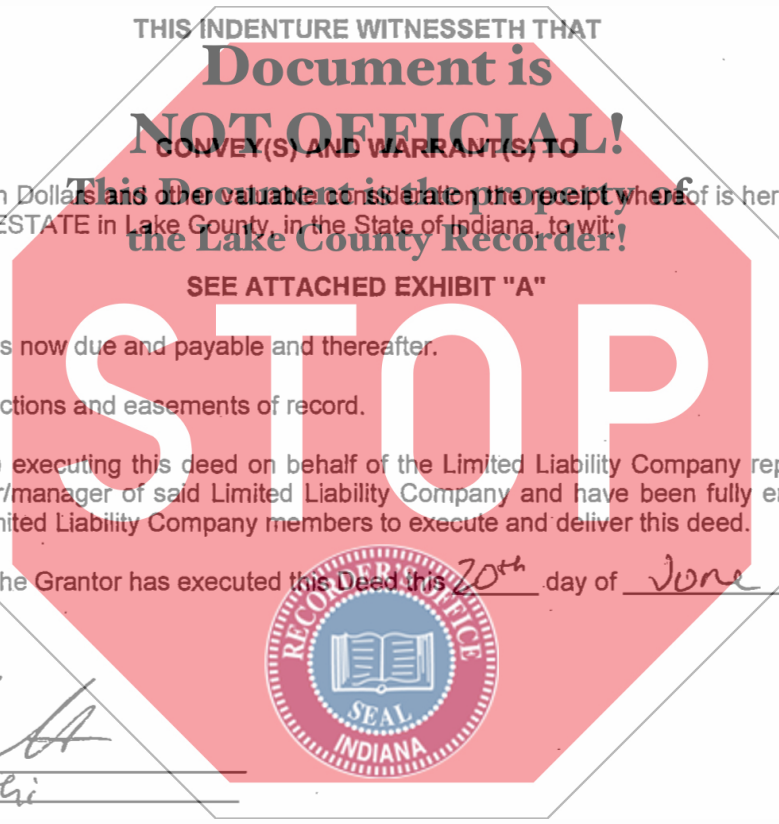 THIS INDENTURE WITNESSETH THAT
Document is
NOT OFFICIAL!
CONVEY(S) AND WARRANT(S) TO
This Document is the property of
n Dollars and other valuable consideration the receipt whereof is her
ESTATE in Lake County, in the State of Indiana, to wit:
the Lake County Recorder!
SEE ATTACHED EXHIBIT "A"
STOP
s now due and payable and thereafter.
ctions and easements of record.
executing this deed on behalf of the Limited Liability Company rep
r/manager of said Limited Liability Company and have been fully e
mited Liability Company members to execute and deliver this deed.
he Grantor has executed this Deed this 20th day of June
RECORDER'S OFFICE
SEAL
INDIANA